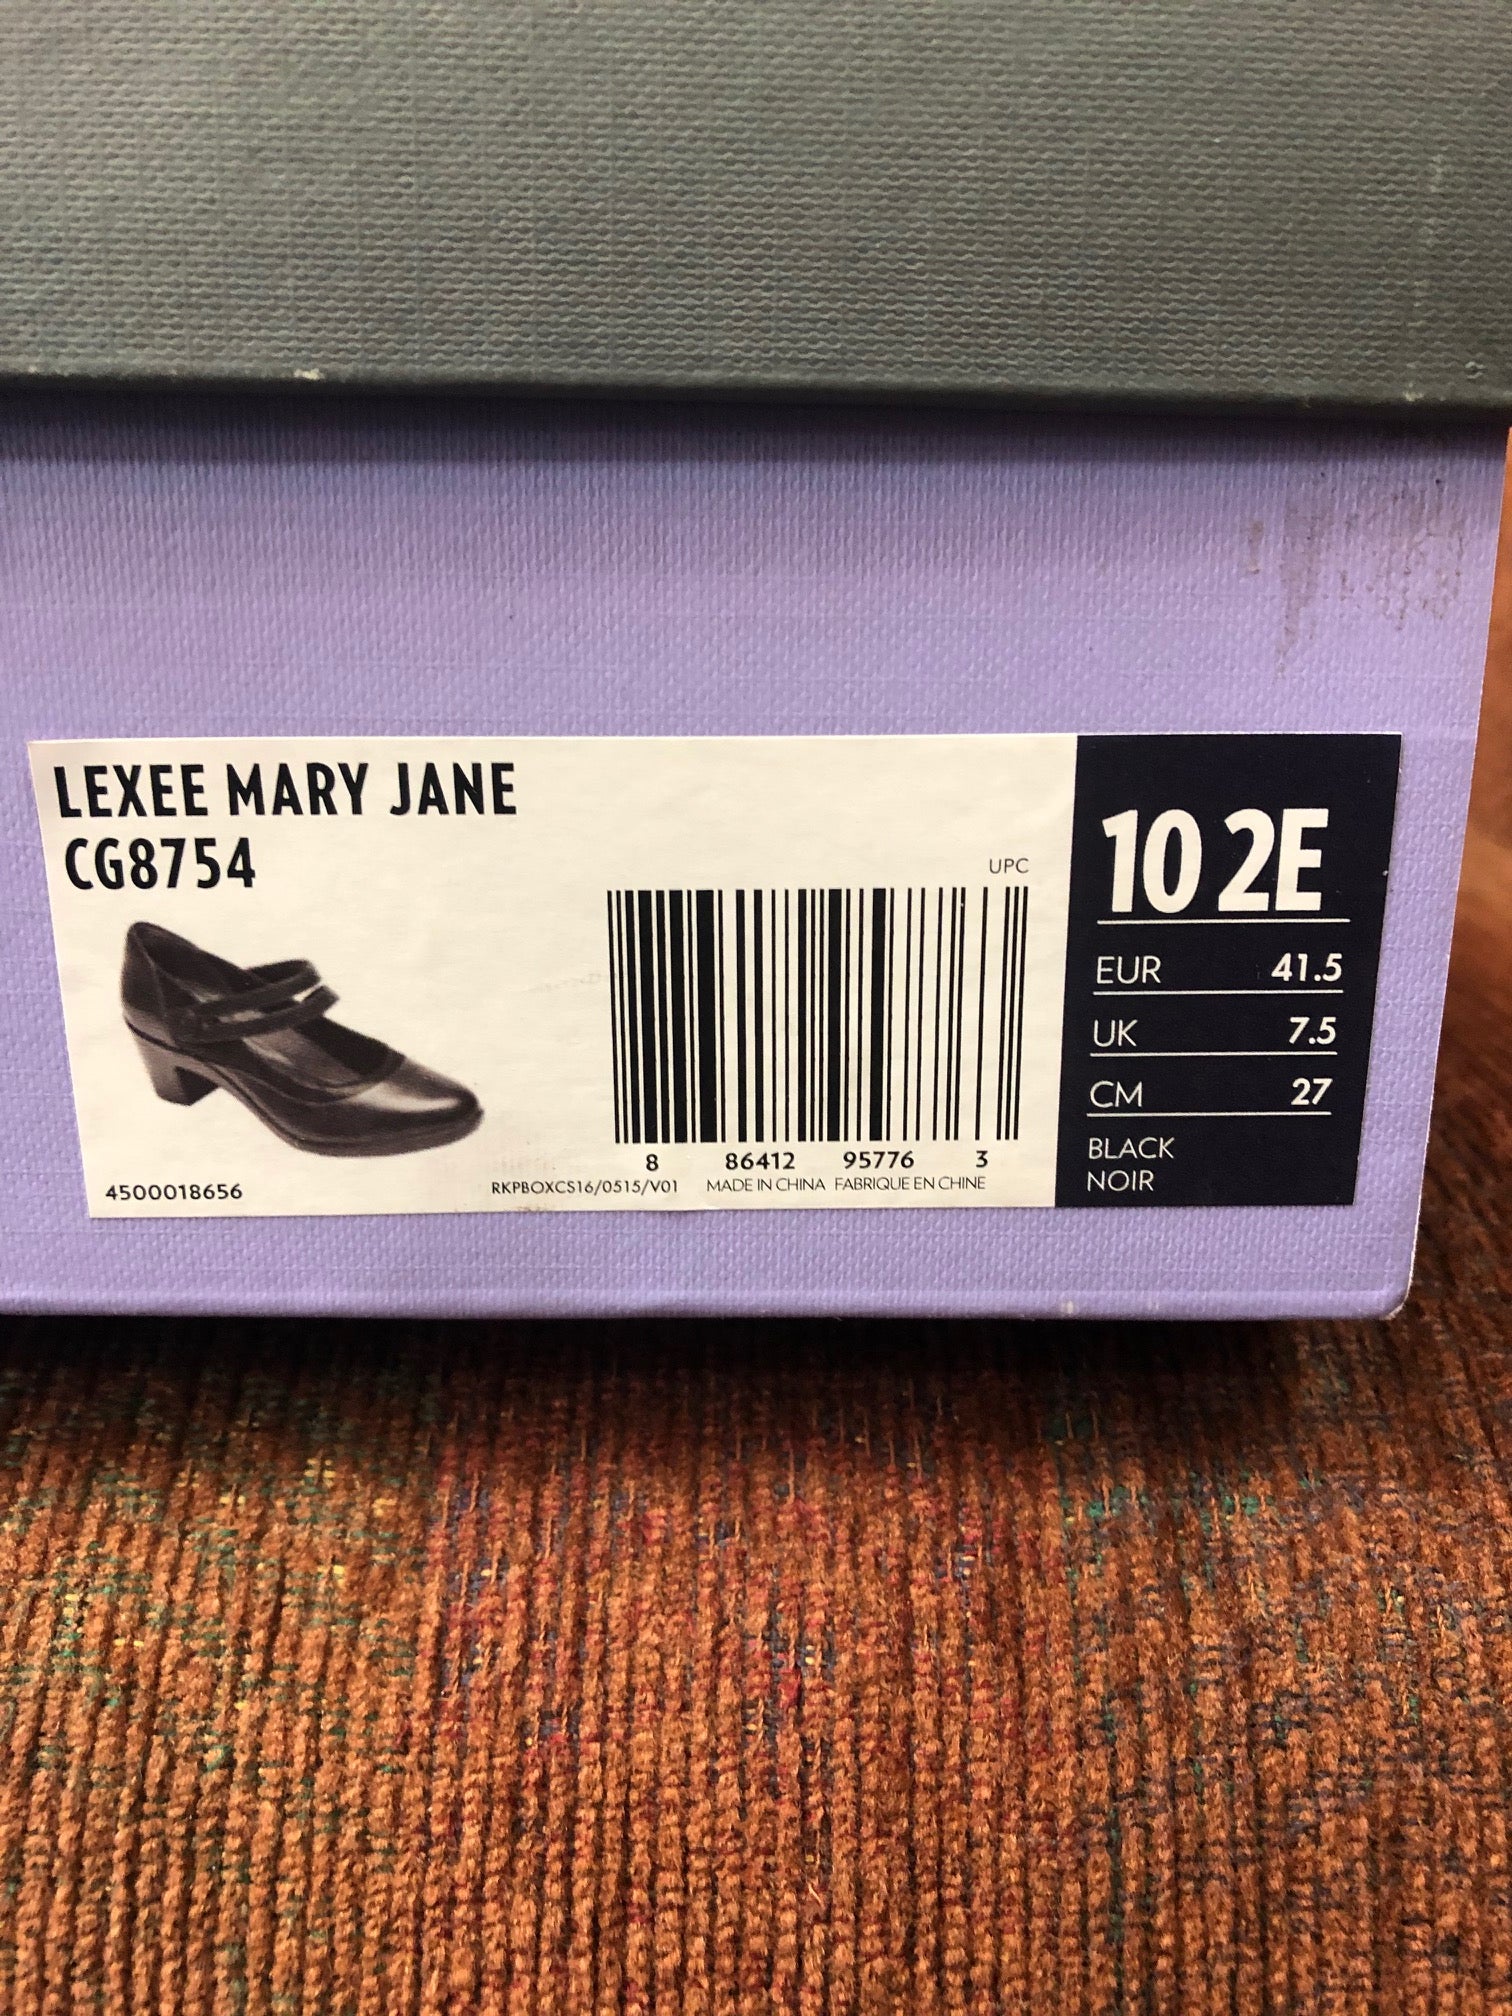 LEXEE MARY JANE
CG8754
UPC
8 86412 95776 3
4500018656
RKPBOXCS16/0515/V01 MADE IN CHINA FABRIQUE EN CHINE
10 2E
EUR 41.5
UK 7.5
CM 27
BLACK
NOIR